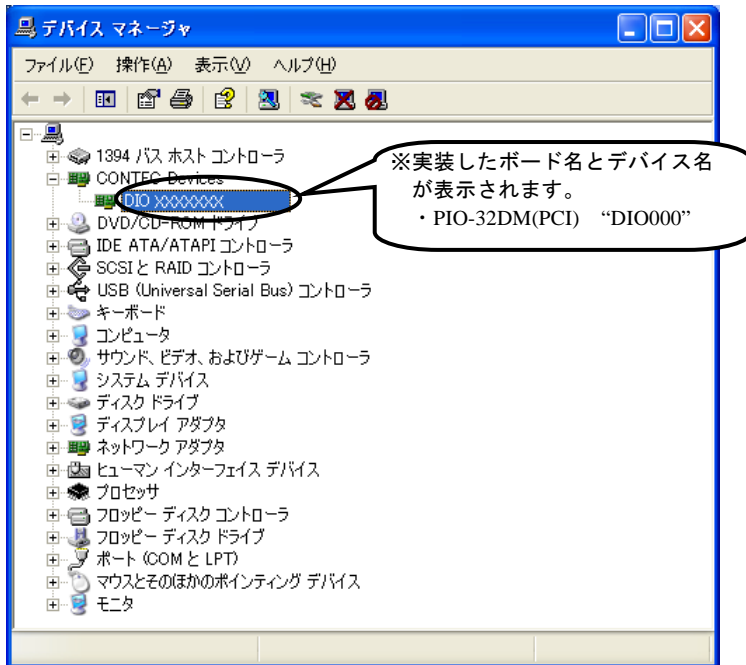 デバイス マネージャ
ファイル(F) 操作(A) 表示(V) ヘルプ(H)
1394 バス ホスト コントローラ
CONTEC Devices
DIO XXXXXXXX
DVD/CD-ROM ドライブ
IDE ATA/ATAPI コントローラ
SCSI と RAID コントローラ
USB (Universal Serial Bus) コントローラ
キーボード
コンピュータ
サウンド、ビデオ、およびゲーム コントローラ
システム デバイス
ディスク ドライブ
ディスプレイ アダプタ
ネットワーク アダプタ
ヒューマン インターフェイス デバイス
プロセッサ
フロッピー ディスク コントローラ
フロッピー ディスク ドライブ
ポート (COM と LPT)
マウスとそのほかのポインティング デバイス
モニタ
※実装したボード名とデバイス名
が表示されます。
・PIO-32DM(PCI) “DIO000”